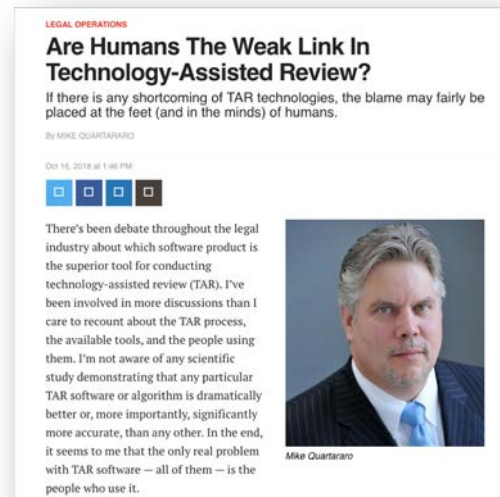 LEGAL OPERATIONS
Are Humans The Weak Link In
Technology-Assisted Review?
If there is any shortcoming of TAR technologies, the blame may fairly be
placed at the feet (and in the minds) of humans.
By MIKE QUARTARARO
Oct 16, 2018 at 1:46 PM
There's been debate throughout the legal
industry about which software product is
the superior tool for conducting
technology-assisted review (TAR). I've
been involved in more discussions than I
care to recount about the TAR process,
the available tools, and the people using
them. I'm not aware of any scientific
study demonstrating that any particular
TAR software or algorithm is dramatically
better or, more importantly, significantly
more accurate, than any other. In the end,
it seems to me that the only real problem
with TAR software — all of them — is the
people who use it.
Mike Quartararo